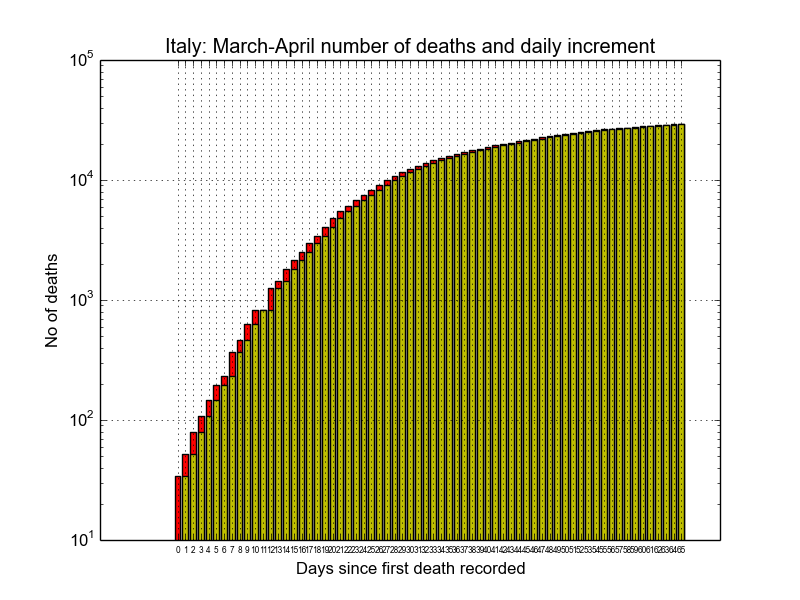 Italy: March-April number of deaths and daily increment
10^5
10^4
10^3
10^2
10^1
No of deaths
0 1 2 3 4 5 6 7 8 9 10 11 12 13 14 15 16 17 18 19 20 21 22 23 24 25 26 27 28 29 30 31 32 33 34 35 36 37 38 39 40 41 42 43 44 45 46 47 48 49 50 51 52 53 54 55 56 57 58 59 60 61 62 63 64 65
Days since first death recorded